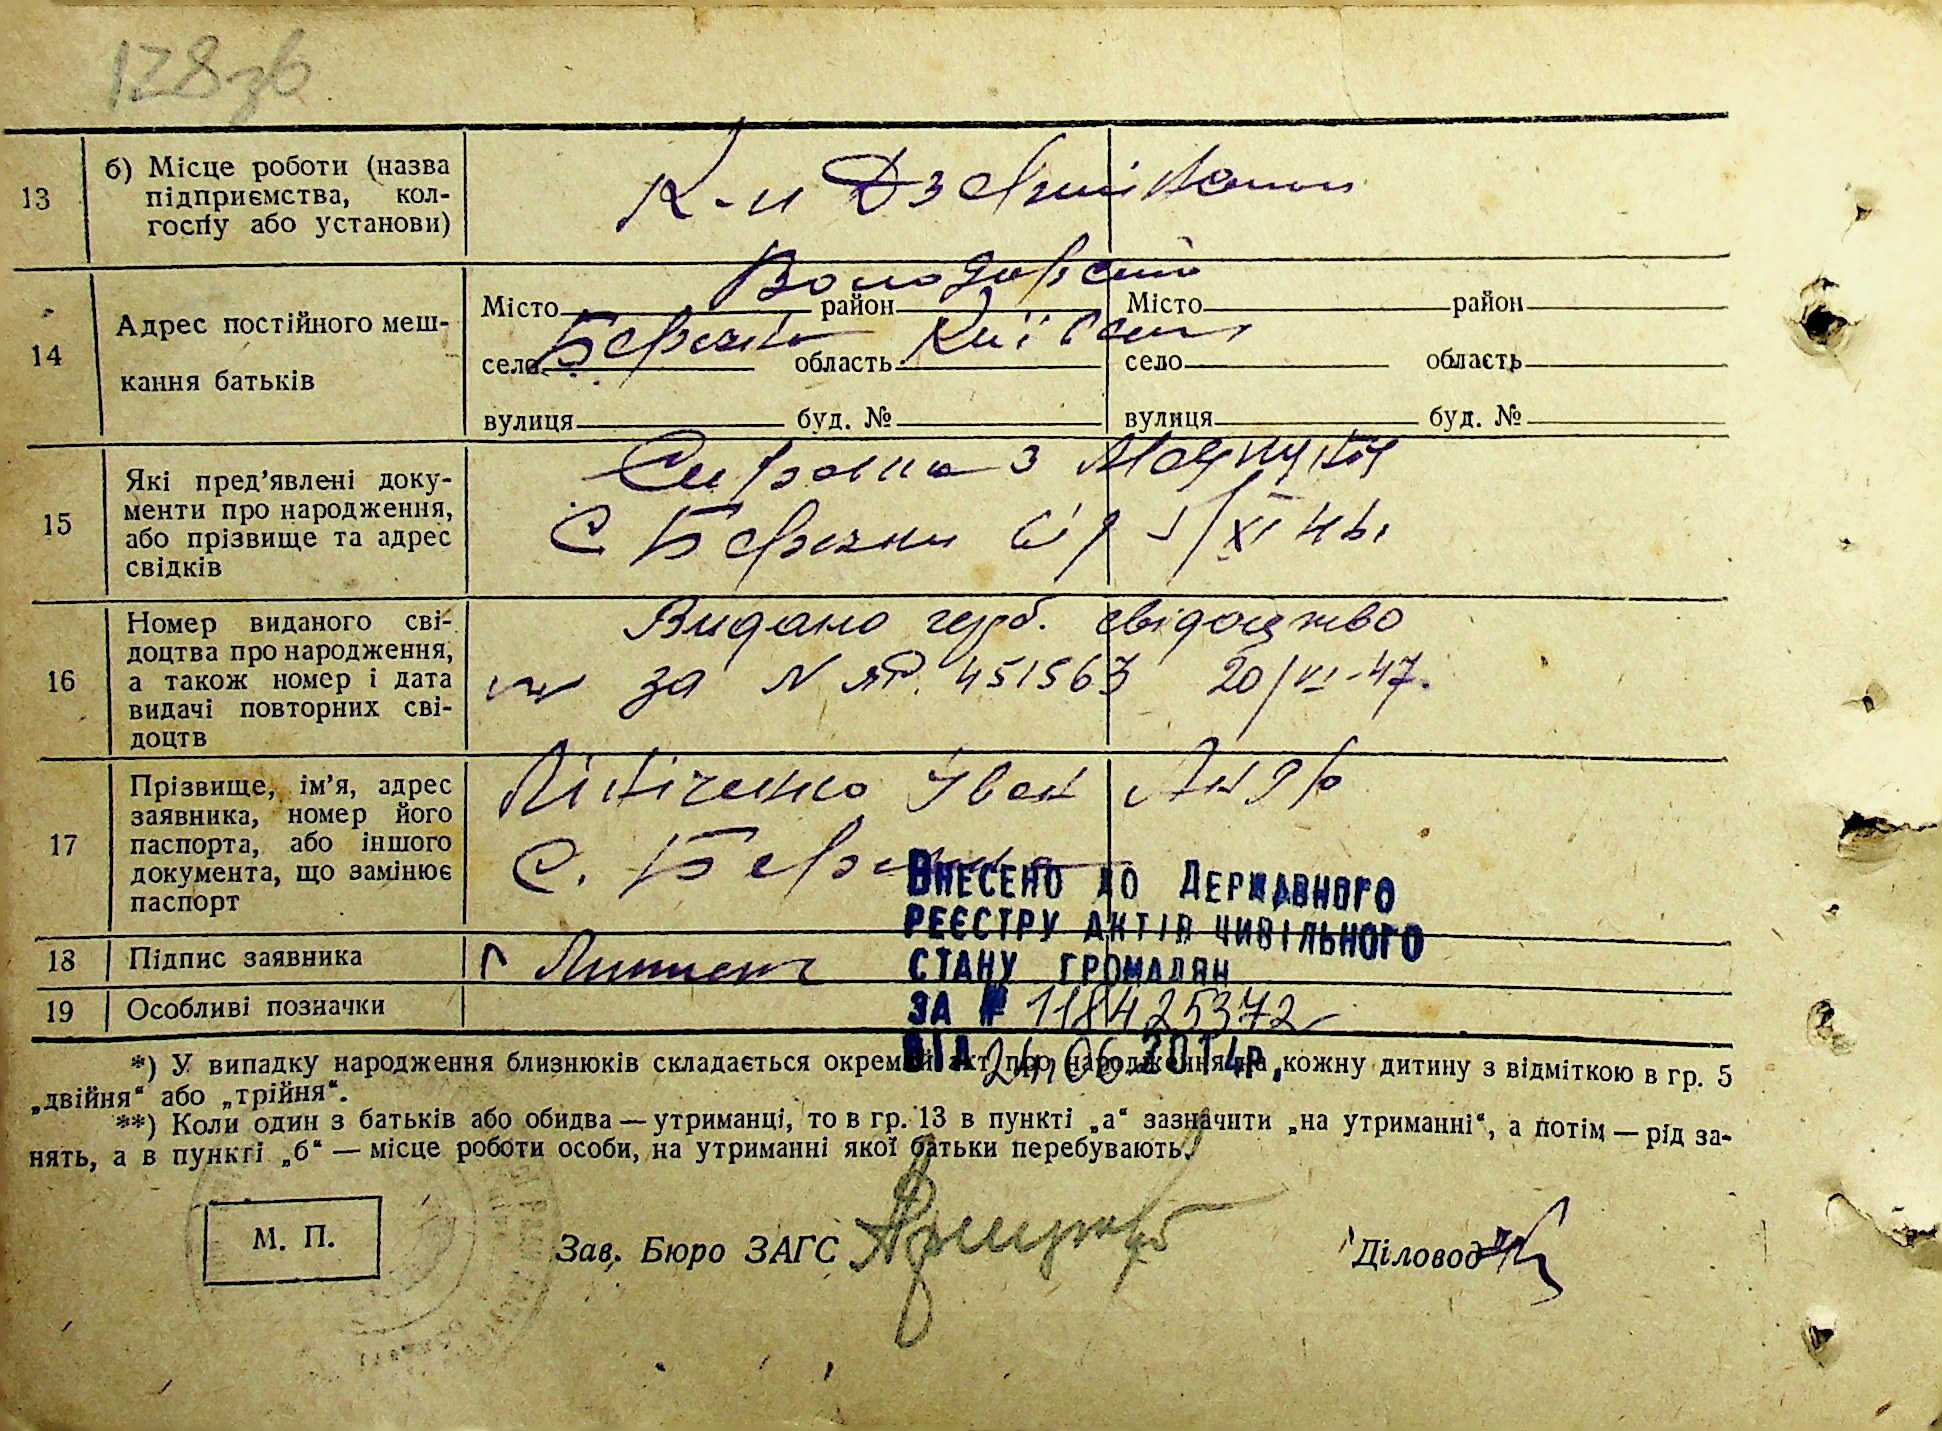 128зв
13
б) Місце роботи (назва
підприємства, кол-
госпу або установи)
14
Адрес постійного меш-
кання батьків
Місто район Місто район
село Київськ область село область
вулиця буд. № вулиця буд. №
15
Які пред’явлені доку-
менти про народження,
або прізвище та адрес
свідків
з
с
16
Номер виданого сві-
доцтва про народження,
а також номер і дата
видачі повторних сві-
доцтв
Видано герб. свідоцтво
за N ЯР. 451563 20/VI-47.
17
Прізвище, ім’я, адрес
заявника, номер його
паспорта, або іншого
документа, що замінює
паспорт
Іван Андр
с.
18
Підпис заявника
19
Особливі позначки
Внесено до Державного
реєстру актів цивільного
стану громадян
за № 118425372
від 24.06.2014р.
*) У випадку народження близнюків складається окремий акт про народження на кожну дитину з відміткою в гр. 5
„двійня“ або „трійня“.
**) Коли один з батьків або обидва — утриманці, то в гр. 13 в пункті „а“ зазначити „на утриманні“, а потім — рід за-
нять, а в пункті „б“ — місце роботи особи, на утриманні якої батьки перебувають.
М. П.
Зав. Бюро ЗАГС
Діловод